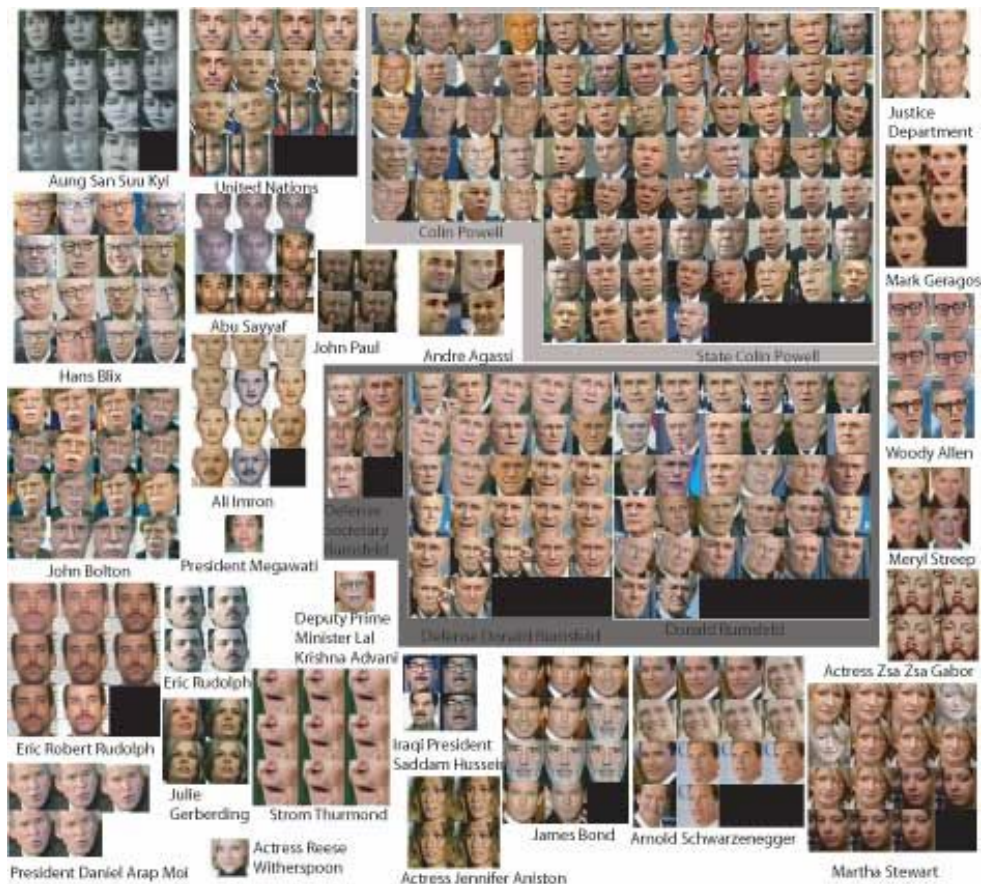 Aung San Suu Kyi
United Nations
Colin Powell
State Colin Powell
Justice
Department
Mark Geragos
Hans Blix
Abu Sayyaf
John Paul
Andre Agassi
Woody Allen
John Bolton
Ali Imron
President Megawati
Defense
Secretary
Rumsfeld
Defense Donald Rumsfeld
Donald Rumsfeld
Meryl Streep
Deputy Prime
Minister Lal
Krishna Advani
Actress Zsa Zsa Gabor
Eric Robert Rudolph
Eric Rudolph
Julie
Gerberding
Strom Thurmond
Iraqi President
Saddam Hussein
James Bond
Arnold Schwarzenegger
Martha Stewart
President Daniel Arap Moi
Actress Reese
Witherspoon
Actress Jennifer Aniston